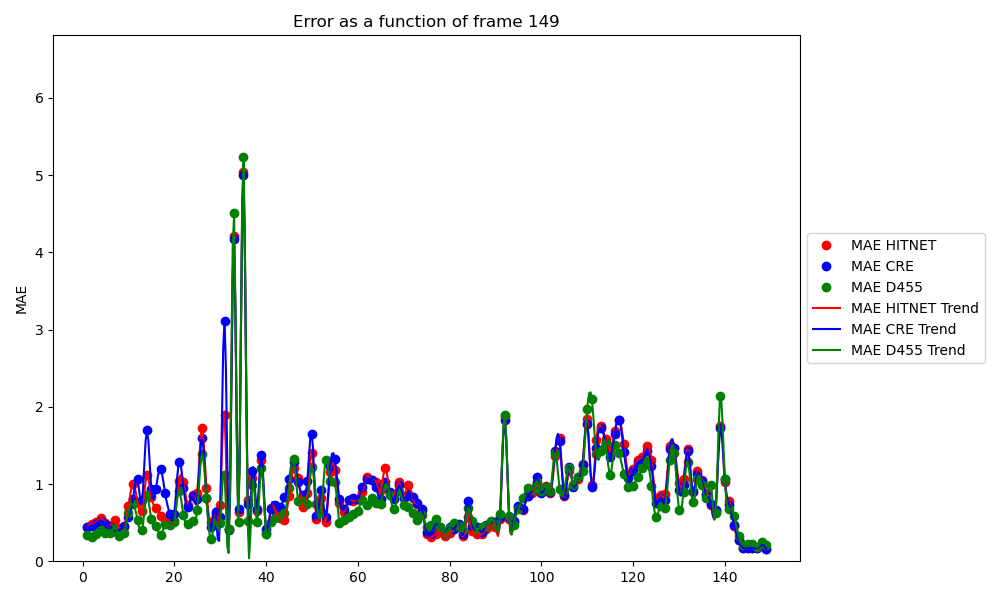 Error as a function of frame 149
MAE
6
5
4
3
2
1
0
0 20 40 60 80 100 120 140
MAE HITNET
MAE CRE
MAE D455
MAE HITNET Trend
MAE CRE Trend
MAE D455 Trend